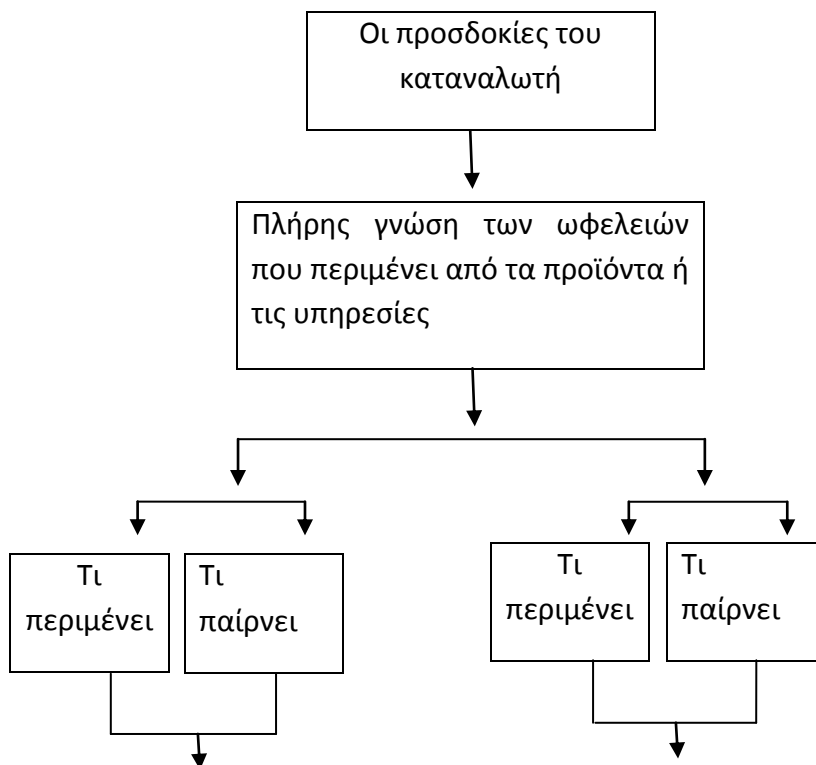 Οι προσδοκίες του
καταναλωτή
Πλήρης γνώση των ωφελειών
που περιμένει από τα προϊόντα ή
τις υπηρεσίες
Τι
περιμένει
Τι
παίρνει
Τι
περιμένει
Τι
παίρνει